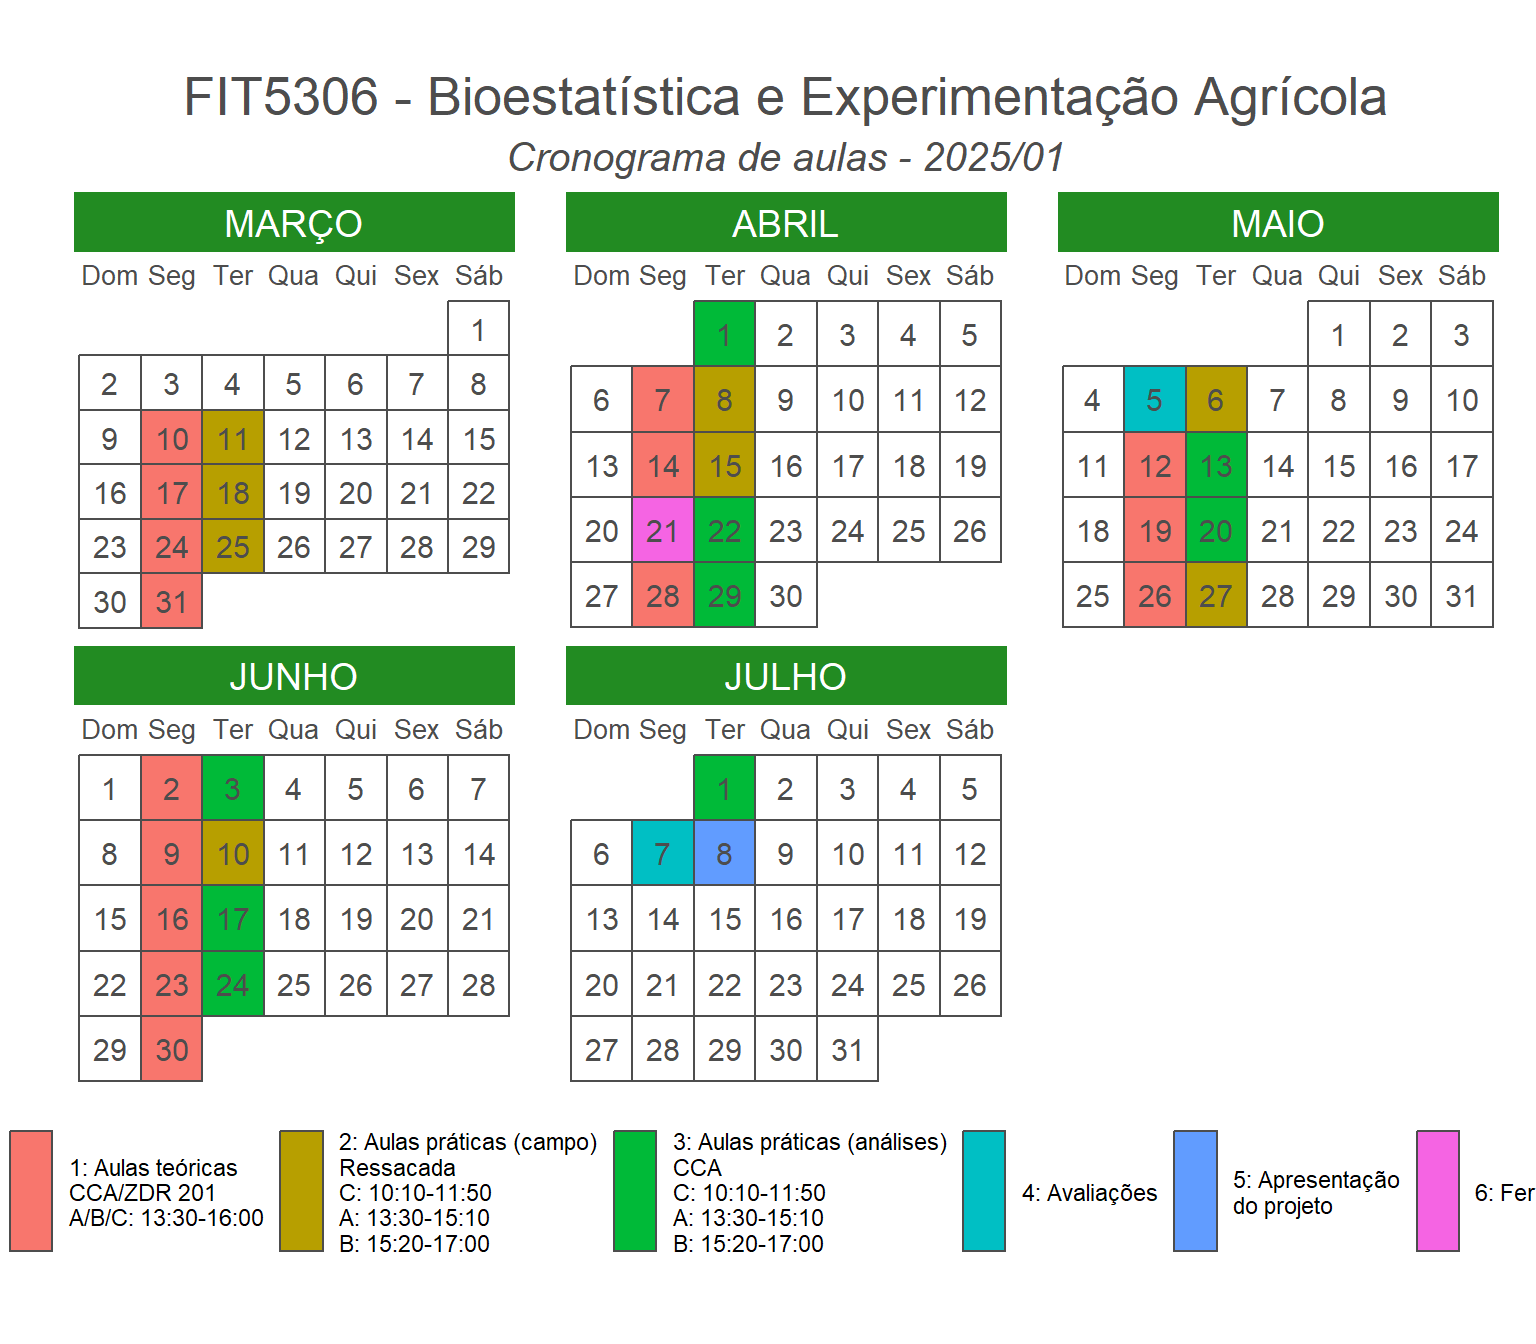 FIT5306 - Bioestatística e Experimentação Agrícola
Cronograma de aulas - 2025/01
MARÇO
Dom Seg Ter Qua Qui Sex Sáb
1
2 3 4 5 6 7 8
9 10 11 12 13 14 15
16 17 18 19 20 21 22
23 24 25 26 27 28 29
30 31
ABRIL
Dom Seg Ter Qua Qui Sex Sáb
1 2 3 4 5
6 7 8 9 10 11 12
13 14 15 16 17 18 19
20 21 22 23 24 25 26
27 28 29 30
MAIO
Dom Seg Ter Qua Qui Sex Sáb
1 2 3
4 5 6 7 8 9 10
11 12 13 14 15 16 17
18 19 20 21 22 23 24
25 26 27 28 29 30 31
JUNHO
Dom Seg Ter Qua Qui Sex Sáb
1 2 3 4 5 6 7
8 9 10 11 12 13 14
15 16 17 18 19 20 21
22 23 24 25 26 27 28
29 30
JULHO
Dom Seg Ter Qua Qui Sex Sáb
1 2 3 4 5
6 7 8 9 10 11 12
13 14 15 16 17 18 19
20 21 22 23 24 25 26
27 28 29 30 31
1: Aulas teóricas
CCA/ZDR 201
A/B/C: 13:30-16:00
2: Aulas práticas (campo)
Ressacada
C: 10:10-11:50
A: 13:30-15:10
B: 15:20-17:00
3: Aulas práticas (análises)
CCA
C: 10:10-11:50
A: 13:30-15:10
B: 15:20-17:00
4: Avaliações
5: Apresentação
do projeto
6: Fer